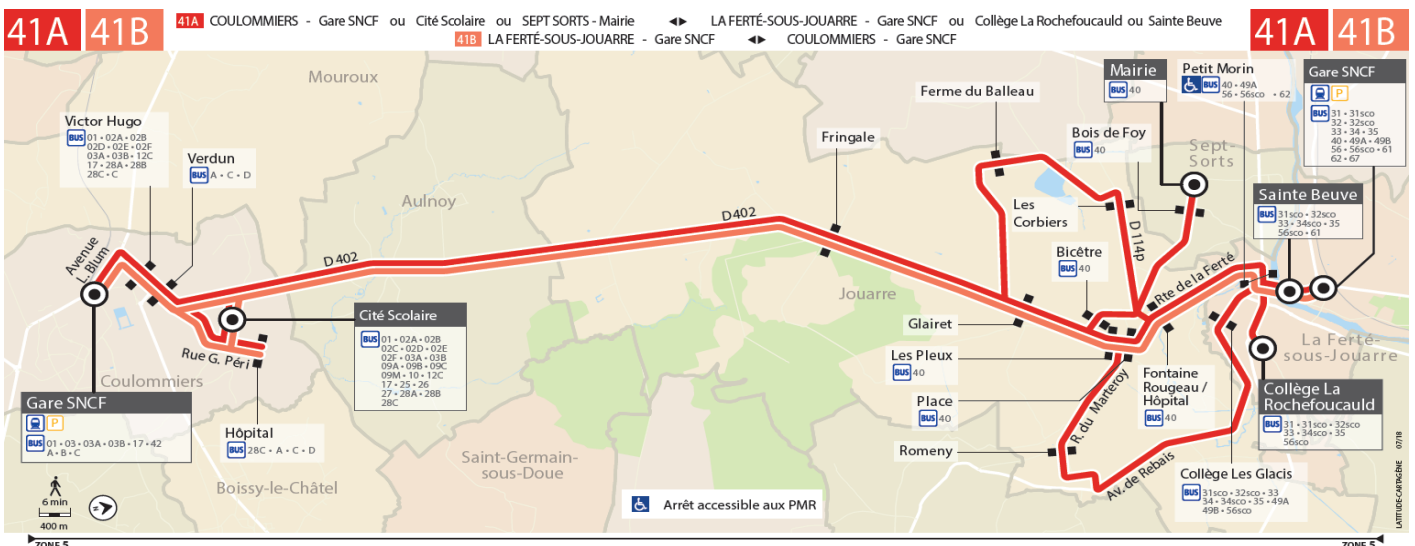 41A 41B
41A COULOMMIERS - Gare SNCF ou Cité Scolaire ou SEPT SORTS - Mairie ◄► LA FERTÉ-SOUS-JOUARRE - Gare SNCF ou Collège La Rochefoucauld ou Sainte Beuve
41B LA FERTÉ-SOUS-JOUARRE - Gare SNCF ◄► COULOMMIERS - Gare SNCF
41A 41B
Mouroux
Victor Hugo
BUS 01 • 02A • 02B
02D • 02E • 02F
03A • 03B • 12C
17 • 28A • 28B
28C • C
Verdun
BUS A • C • D
Avenue
L. Blum
Aulnoy
D402
D402
Fringale
Ferme du Balleau
Mairie
BUS 40
Petit Morin
BUS 40 • 49A
56 • 56sco • 62
Gare SNCF
P
BUS 31 • 31sco
32 • 32sco
33 • 34 • 35
40 • 49A • 49B
56 • 56sco • 61
62 • 67
Bois de Foy
BUS 40
Sept-
Sorts
Sainte Beuve
BUS 31sco • 32sco
33 • 34sco • 35
56sco • 61
Les
Corbiers
D114p
Bicêtre
BUS 40
Rte de la Ferté
Jouarre
Cité Scolaire
BUS 01 • 02A • 02B
02C • 02D • 02E
02F • 03A • 03B
09A • 09B • 09C
09M • 10 • 12C
17 • 25 • 26
27 • 28A • 28B
28C
Rue G. Péri
Coulommiers
Gare SNCF
P
BUS 01 • 03 • 03A • 03B • 17 • 42
A • B • C
Hôpital
BUS 28C • A • C • D
Glairet
Les Pleux
BUS 40
Place
BUS 40
Romeny
R. du Marteroy
Fontaine
Rougeau /
Hôpital
BUS 40
La Ferté-
sous-Jouarre
Collège La
Rochefoucauld
BUS 31 • 31sco • 32sco
33 • 34sco • 35
56sco
Av. de Rebais
Collège Les Glacis
BUS 31sco • 32sco • 33
34 • 34sco • 35 • 49A
49B • 56sco
Saint-Germain-
sous-Doue
Boissy-le-Châtel
6 min
400 m
Arrêt accessible aux PMR
LATITUDE-CARTAGÈNE 07/18
ZONE 5
ZONE 5